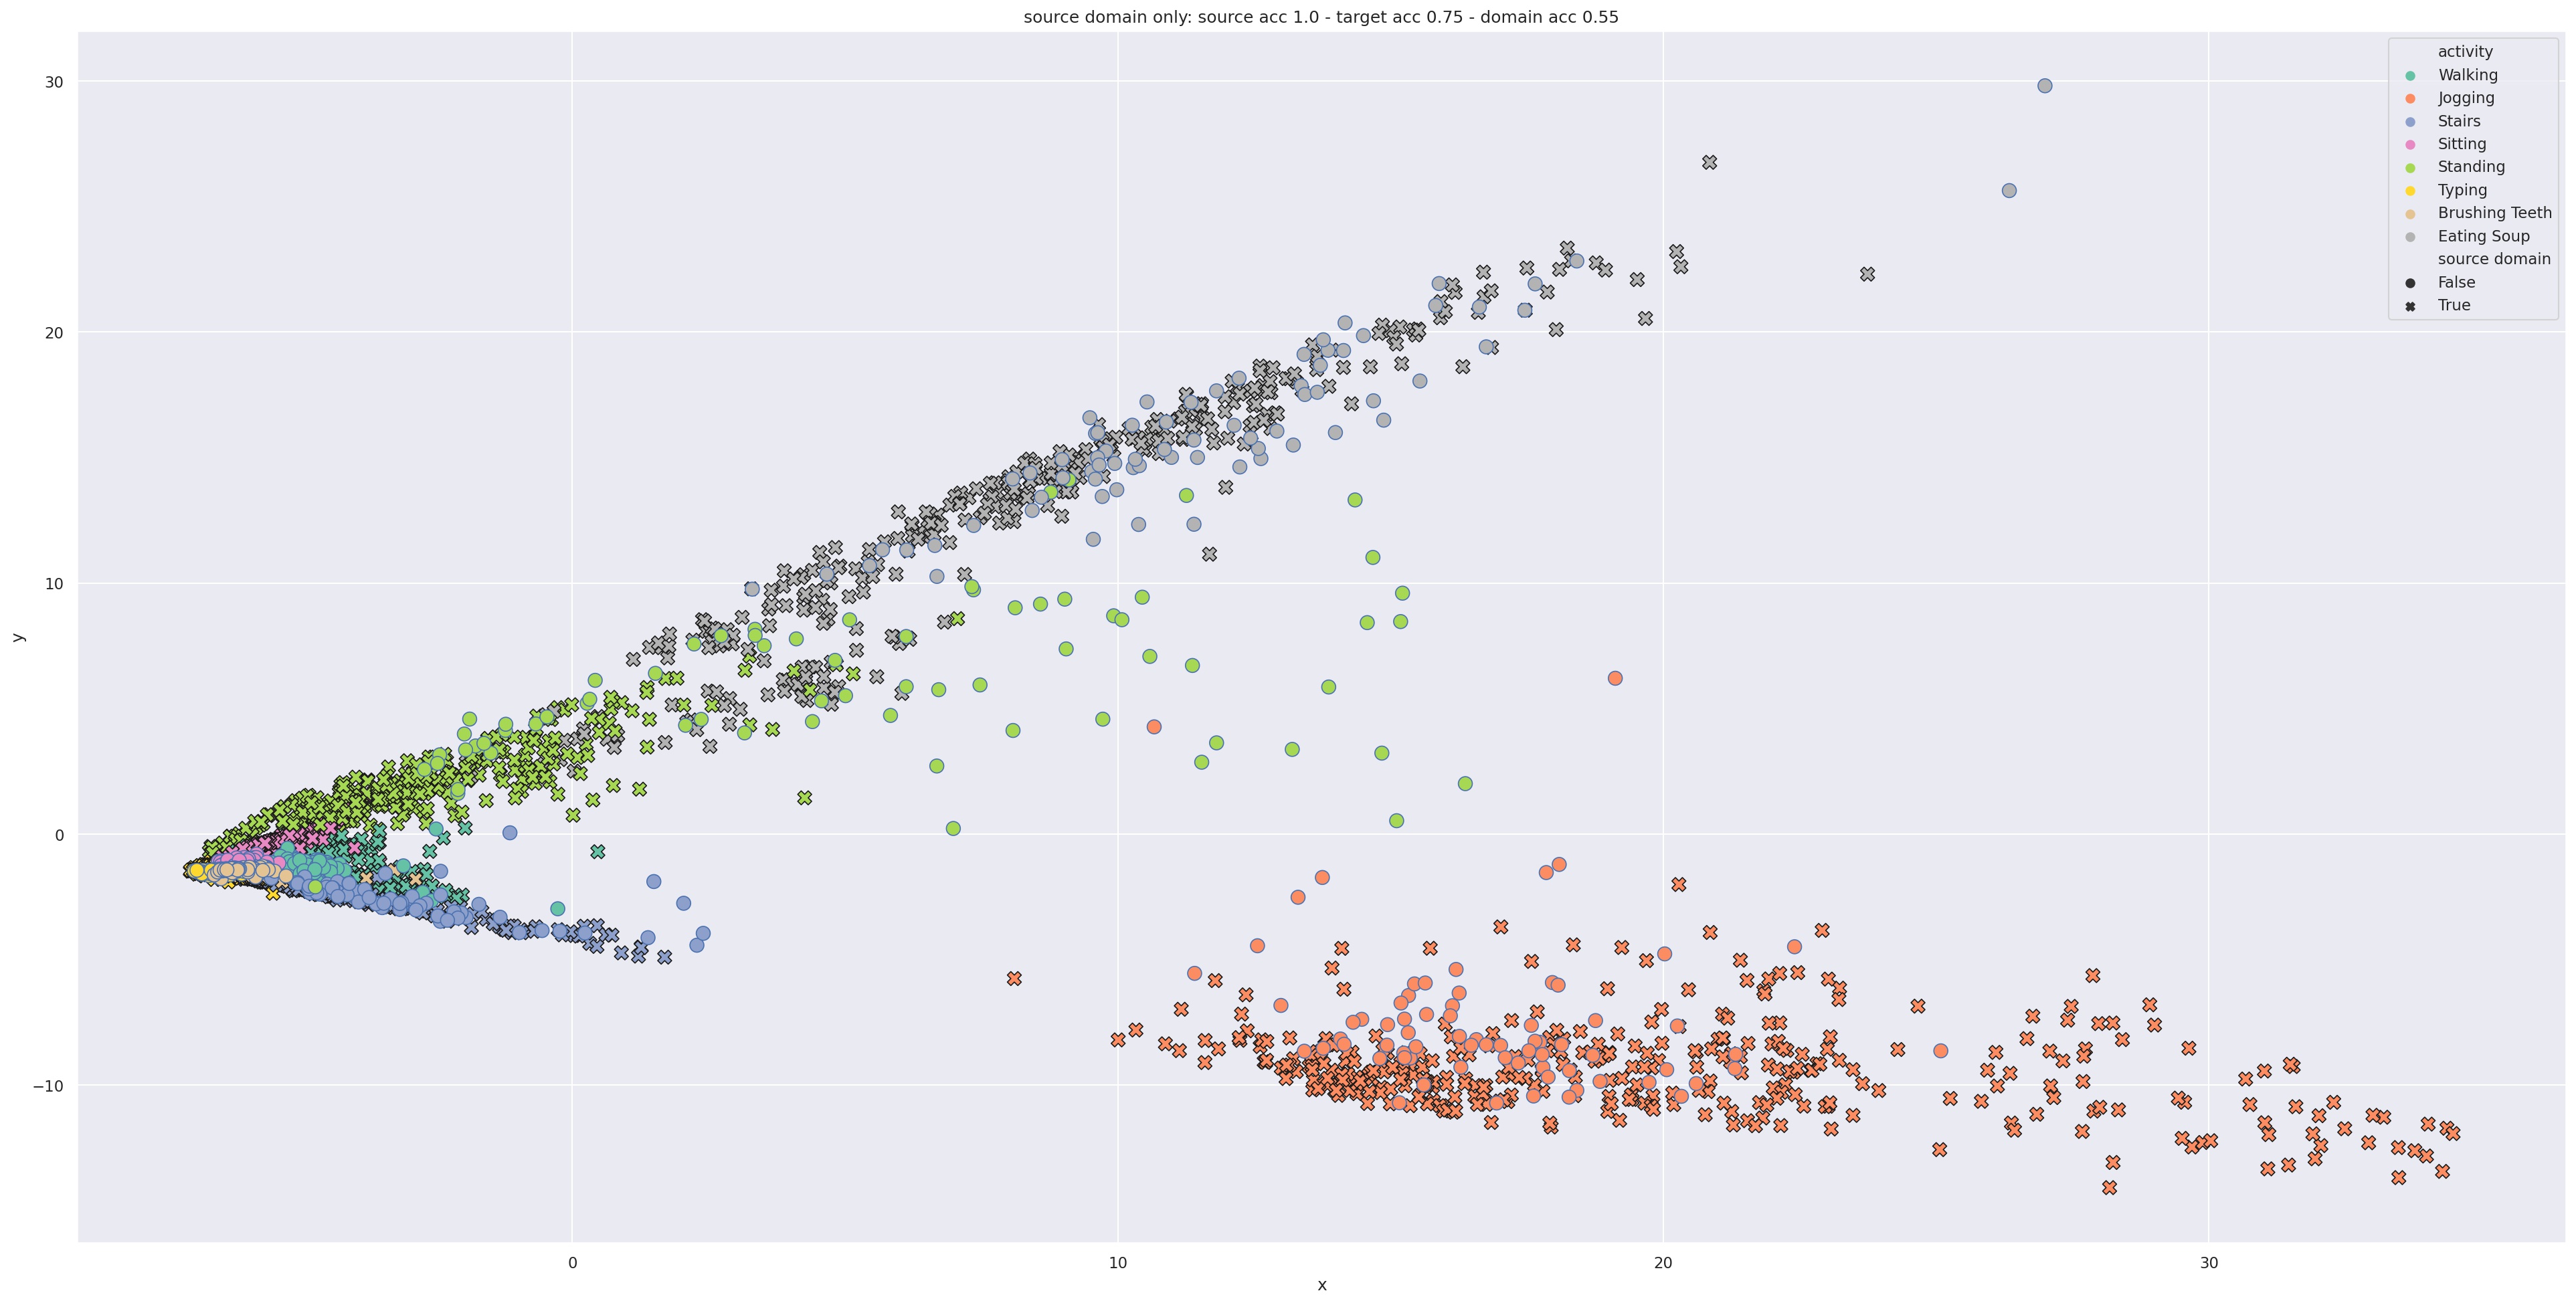 source domain only: source acc 1.0 - target acc 0.75 - domain acc 0.55
activity
Walking
Jogging
Stairs
Sitting
Standing
Typing
Brushing Teeth
Eating Soup
source domain
False
True
30
20
10
0
−10
y
0
10
20
30
x